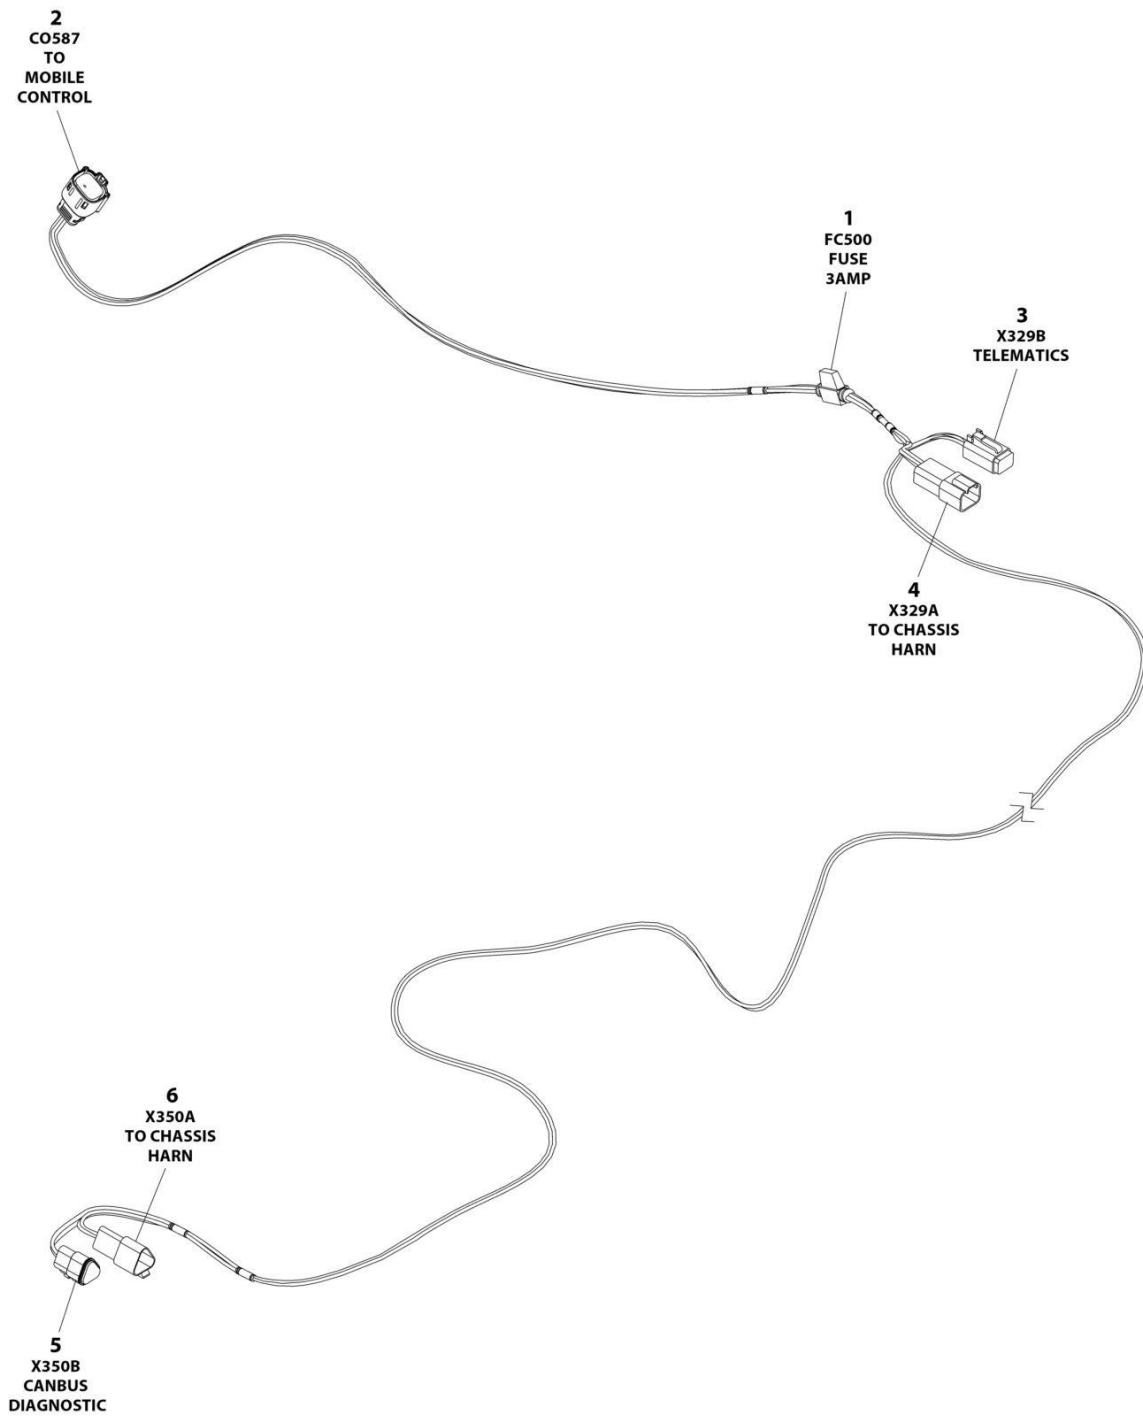 2
CO587
TO
MOBILE
CONTROL
1
FC500
FUSE
3AMP
3
X329B
TELEMATICS
4
X329A
TO CHASSIS
HARN
6
X350A
TO CHASSIS
HARN
5
X350B
CANBUS
DIAGNOSTIC